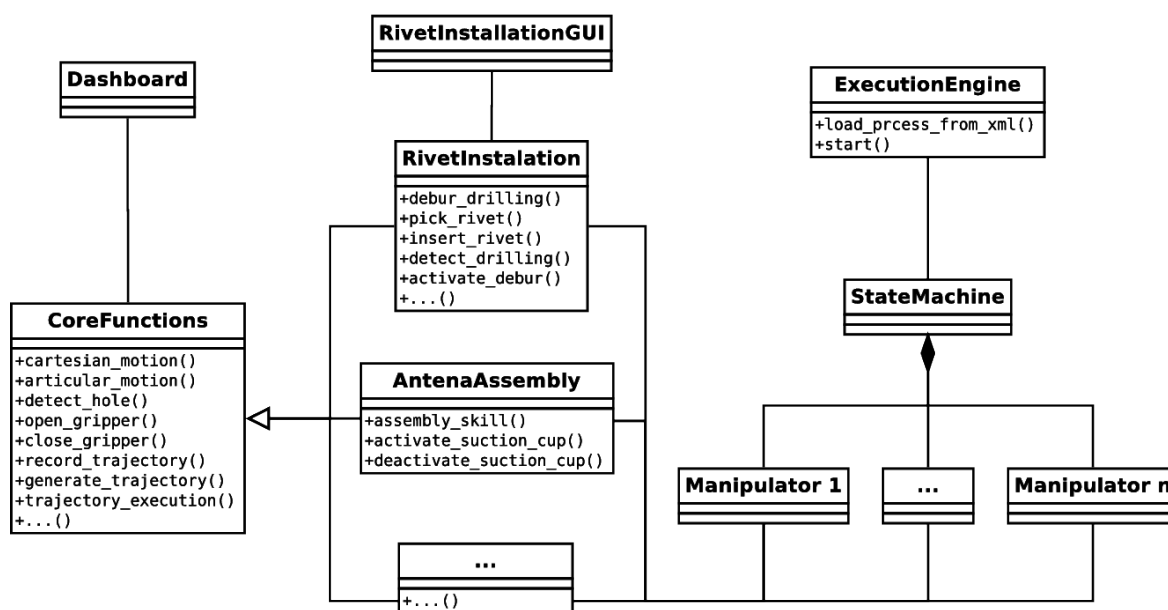 RivetInstallationGUI
Dashboard
ExecutionEngine
+load_prcess_from_xml()
+start()
RivetInstalation
+debur_drilling()
+pick_rivet()
+insert_rivet()
+detect_drilling()
+activate_debur()
+...()
StateMachine
CoreFunctions
+cartesian_motion()
+articular_motion()
+detect_hole()
+open_gripper()
+close_gripper()
+record_trajectory()
+generate_trajectory()
+trajectory_execution()
+...()
AntenaAssembly
+assembly_skill()
+activate_suction_cup()
+deactivate_suction_cup()
Manipulator 1
...
Manipulator n
...
+...()